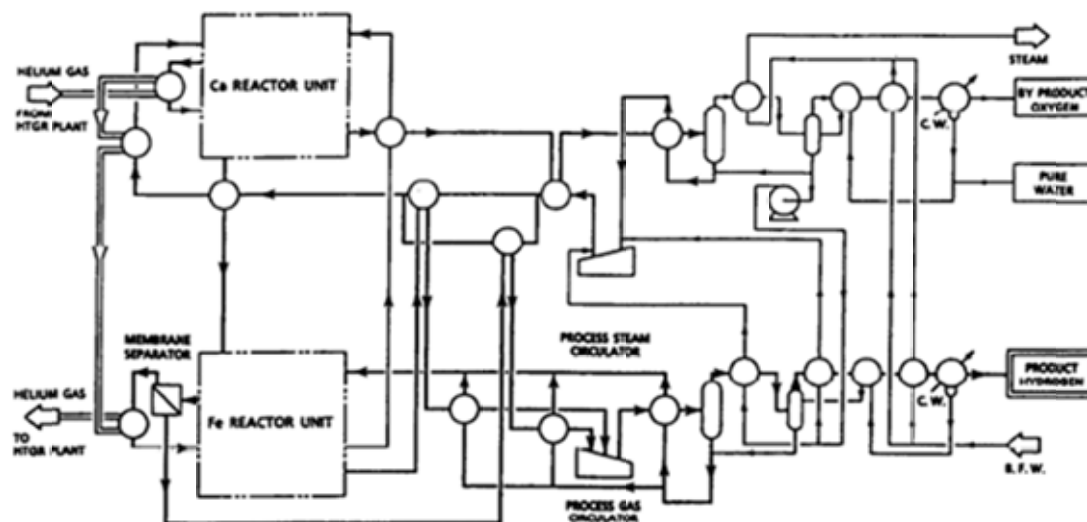 HELIUM GAS
FROM
HTGR PLANT
Ca REACTOR UNIT
STEAM
BY PRODUCT
OXYGEN
C. W.
PURE
WATER
MEMBRANE
SEPARATOR
PROCESS STEAM
CIRCULATOR
HELIUM GAS
TO
HTGR PLANT
Fe REACTOR UNIT
PRODUCT
HYDROGEN
C. W.
B. F. W.
PROCESS GAS
CIRCULATOR